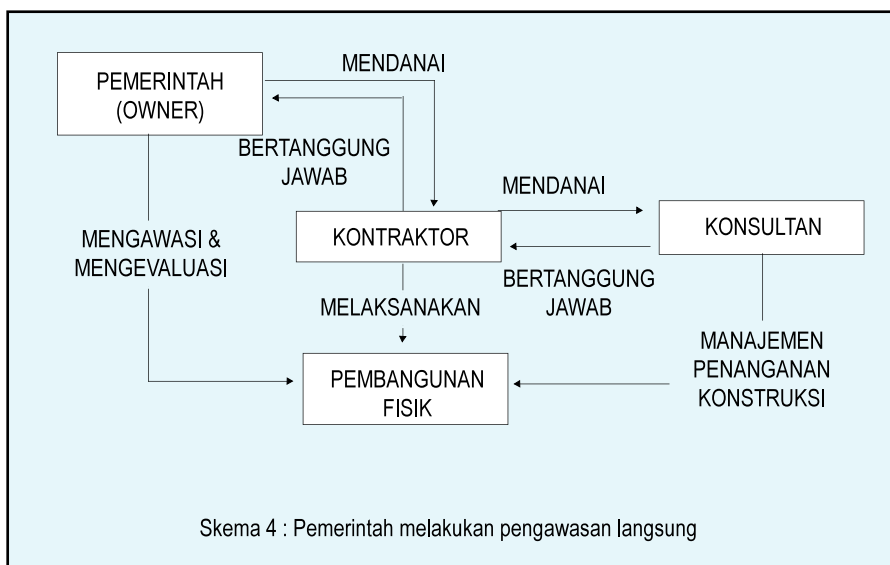 PEMERINTAH
(OWNER)
MENDANAI
BERTANGGUNG
JAWAB
MENDANAI
KONTRAKTOR
KONSULTAN
MENGAWASI &
MENGEVALUASI
BERTANGGUNG
JAWAB
MELAKSANAKAN
MANAJEMEN
PENANGANAN
KONSTRUKSI
PEMBANGUNAN
FISIK
Skema 4 : Pemerintah melakukan pengawasan langsung